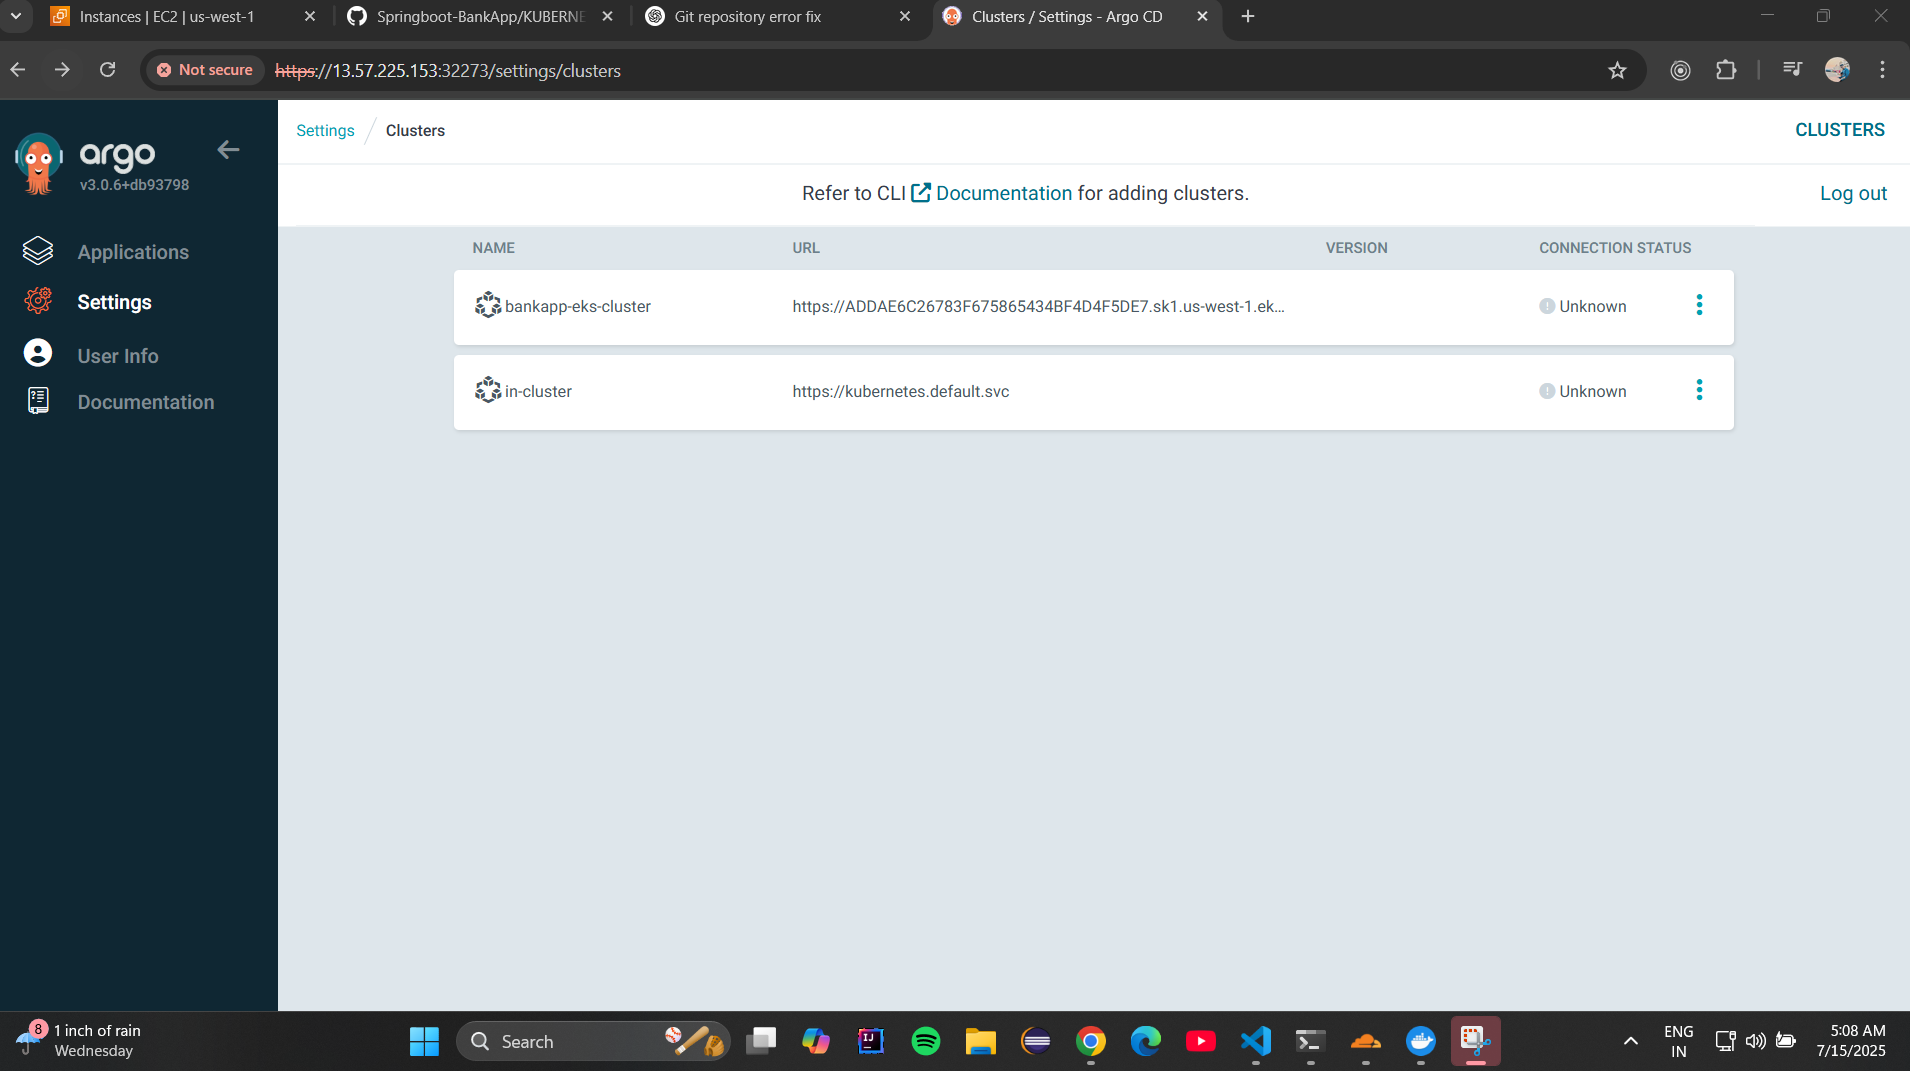 Instances | EC2 | us-west-1
Springboot-BankApp/KUBERNE
Git repository error fix
Clusters / Settings - Argo CD
Not secure
https://13.57.225.153:32273/settings/clusters
argo
v3.0.6+db93798
Applications
Settings
User Info
Documentation
Settings / Clusters
CLUSTERS
Refer to CLI Documentation for adding clusters.
Log out
NAME URL VERSION CONNECTION STATUS
bankapp-eks-cluster https://ADDAE6C26783F675865434BF4D4F5DE7.sk1.us-west-1.ek... Unknown
in-cluster https://kubernetes.default.svc Unknown
8
1 inch of rain
Wednesday
Search
IJ
ENG
IN
5:08 AM
7/15/2025